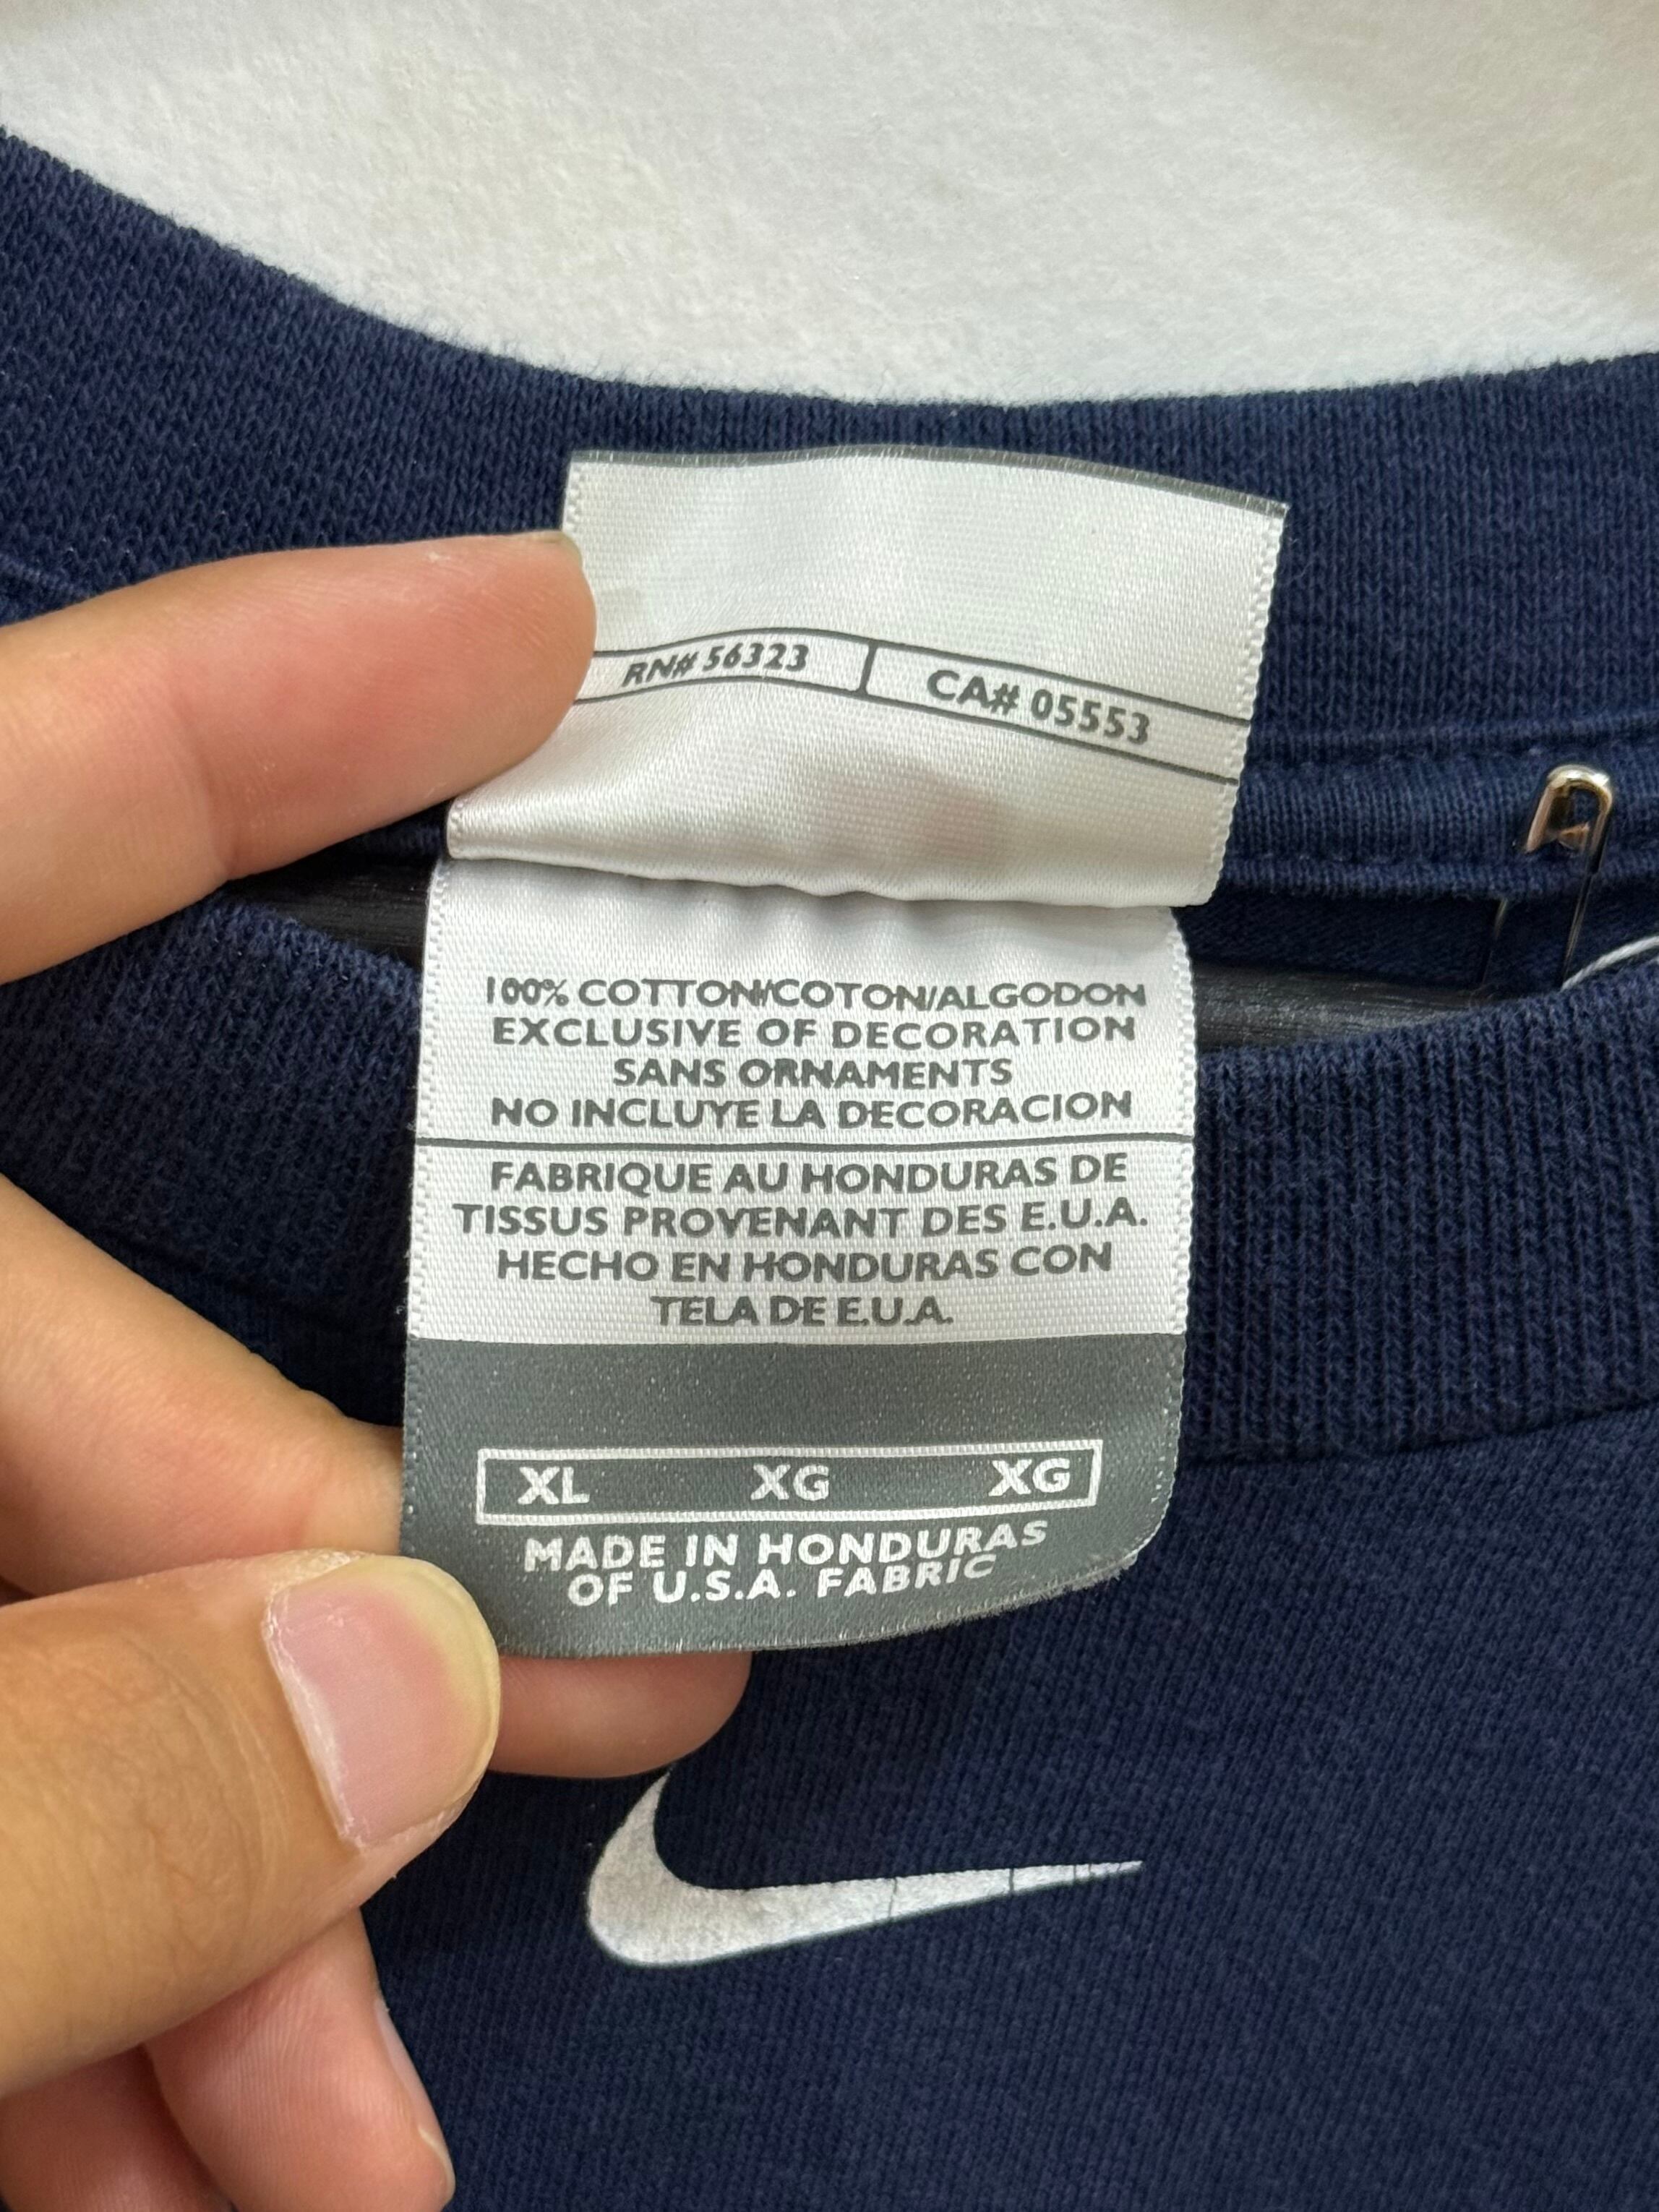 RN# 56323 CA# 05553
100% COTTON/COTON/ALGODON
EXCLUSIVE OF DECORATION
SANS ORNAMENTS
NO INCLUYE LA DECORACION
FABRIQUE AU HONDURAS DE
TISSUS PROVENANT DES E.U.A.
HECHO EN HONDURAS CON
TELA DE E.U.A.
XL XG XG
MADE IN HONDURAS
OF U.S.A. FABRIC